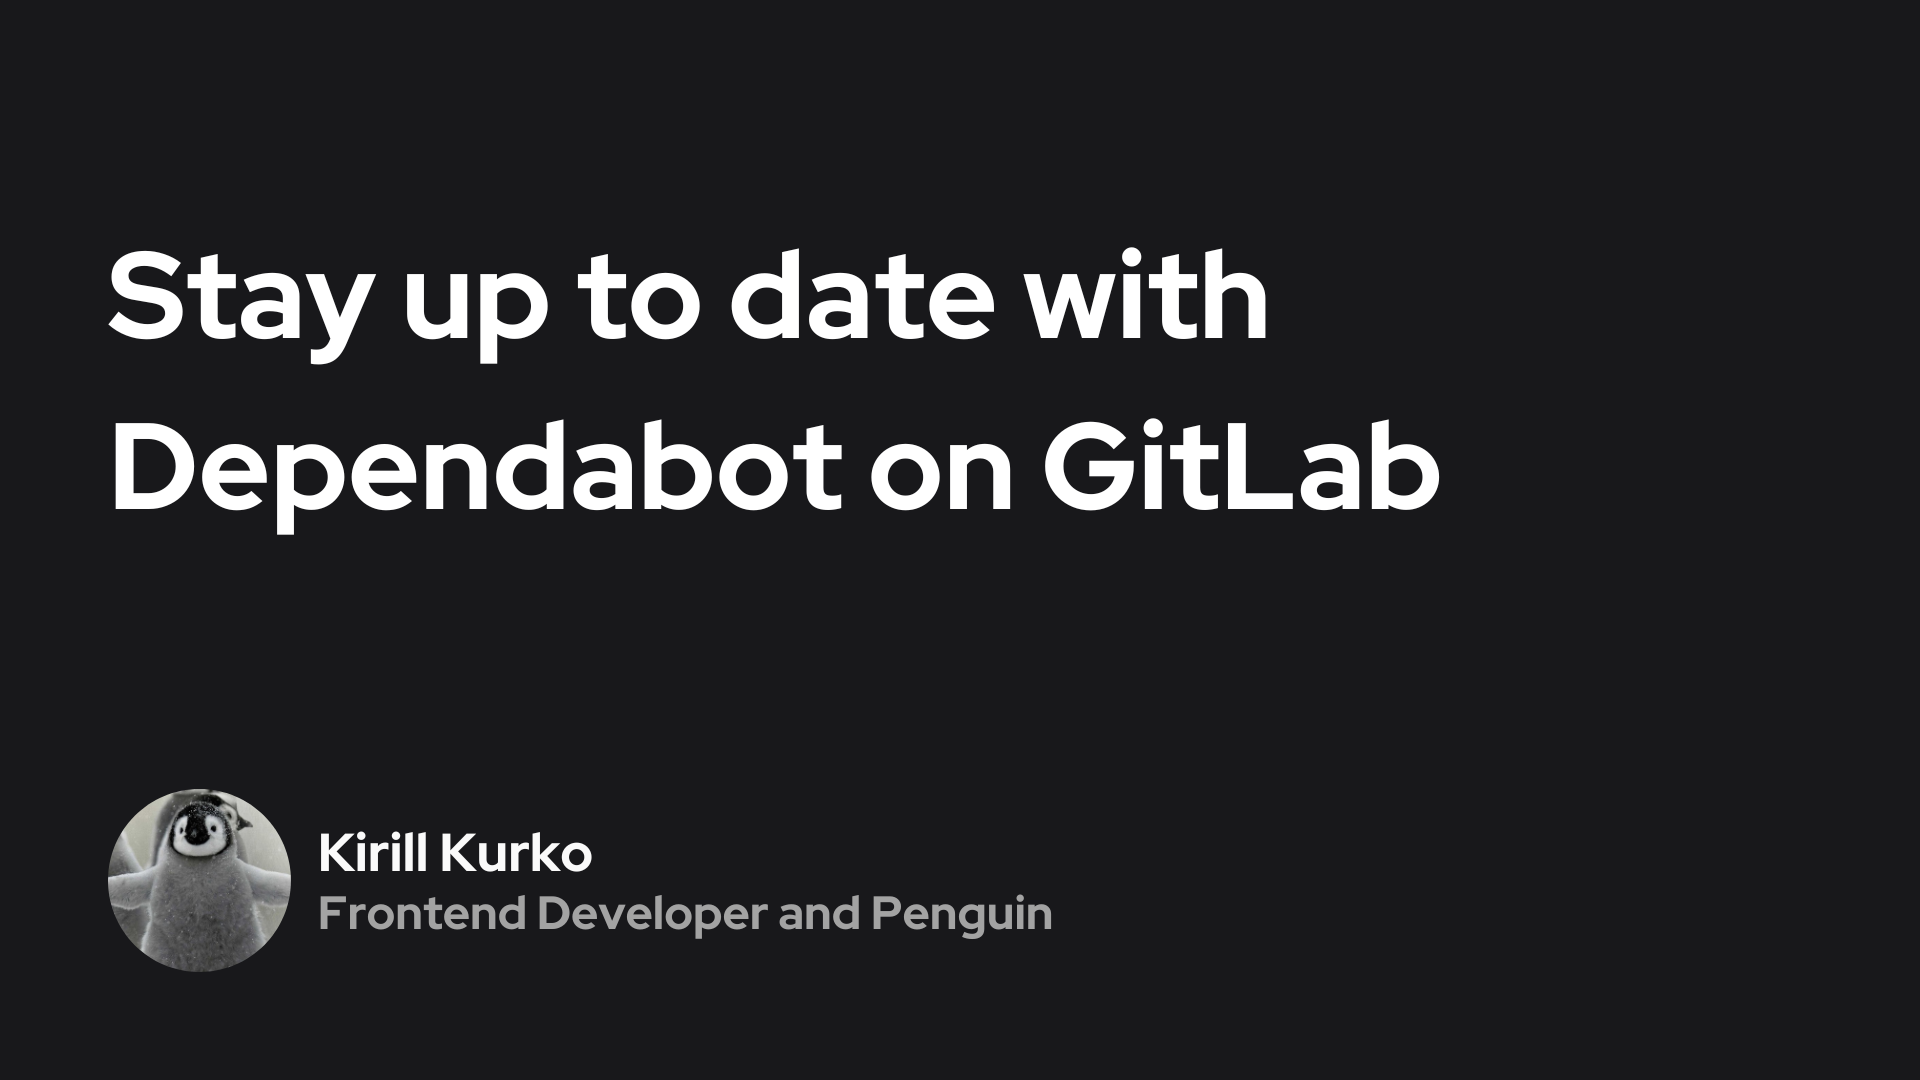 Stay up to date with
Dependabot on GitLab
Kirill Kurko
Frontend Developer and Penguin